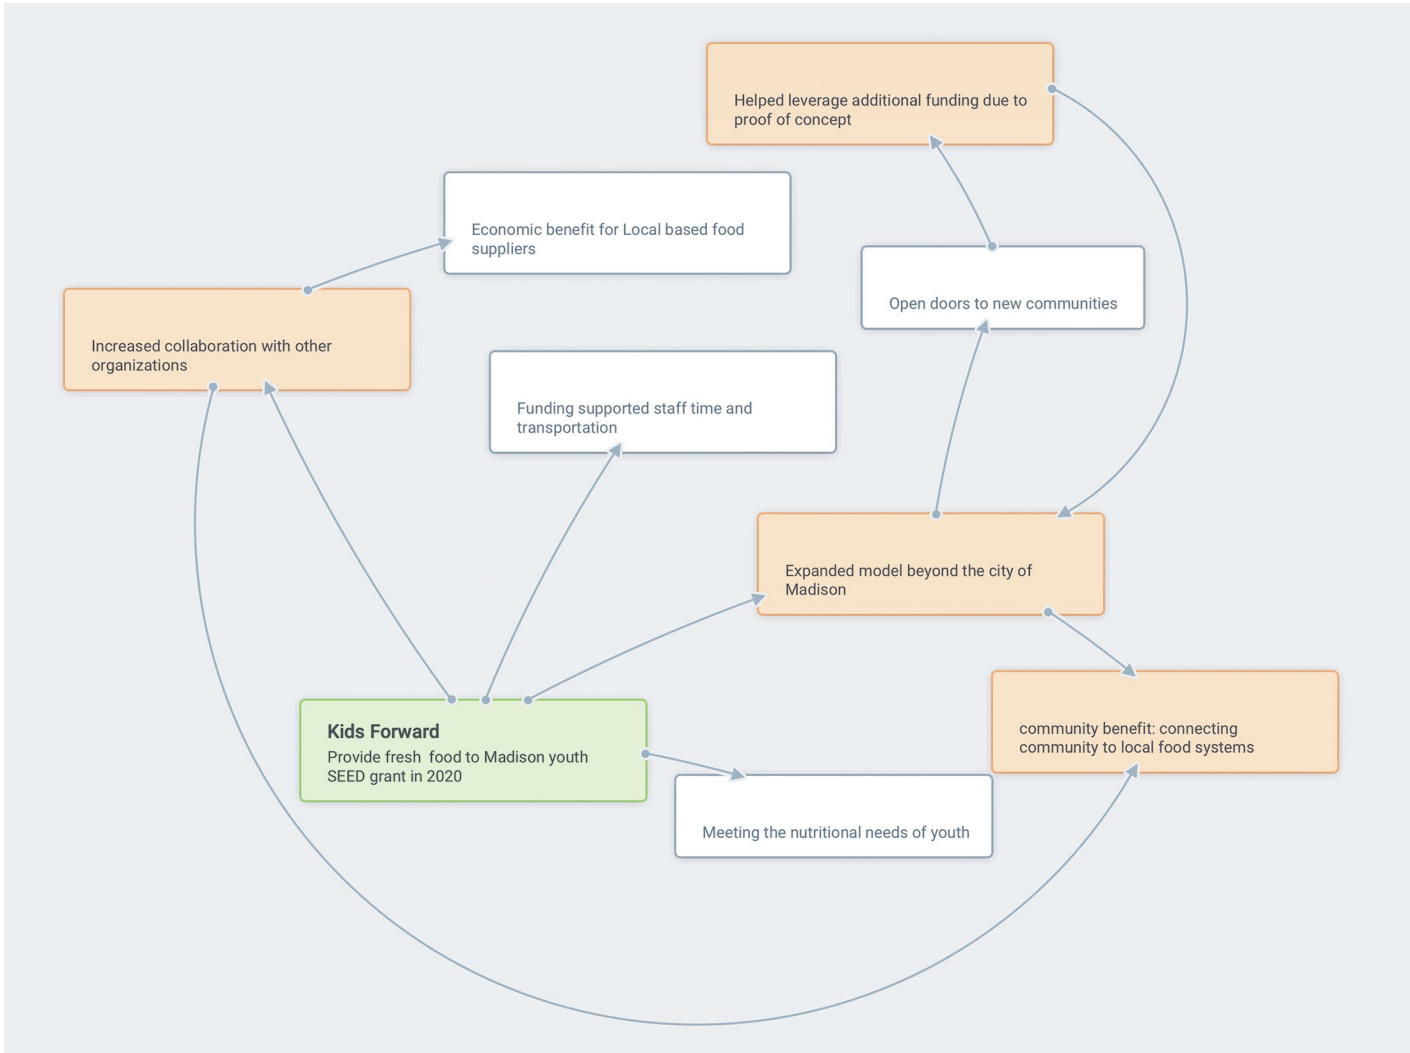 Helped leverage additional funding due to
proof of concept
Economic benefit for Local based food
suppliers
Open doors to new communities
Increased collaboration with other
organizations
Funding supported staff time and
transportation
Expanded model beyond the city of
Madison
community benefit: connecting
community to local food systems
Kids Forward
Provide fresh  food to Madison youth
SEED grant in 2020
Meeting the nutritional needs of youth